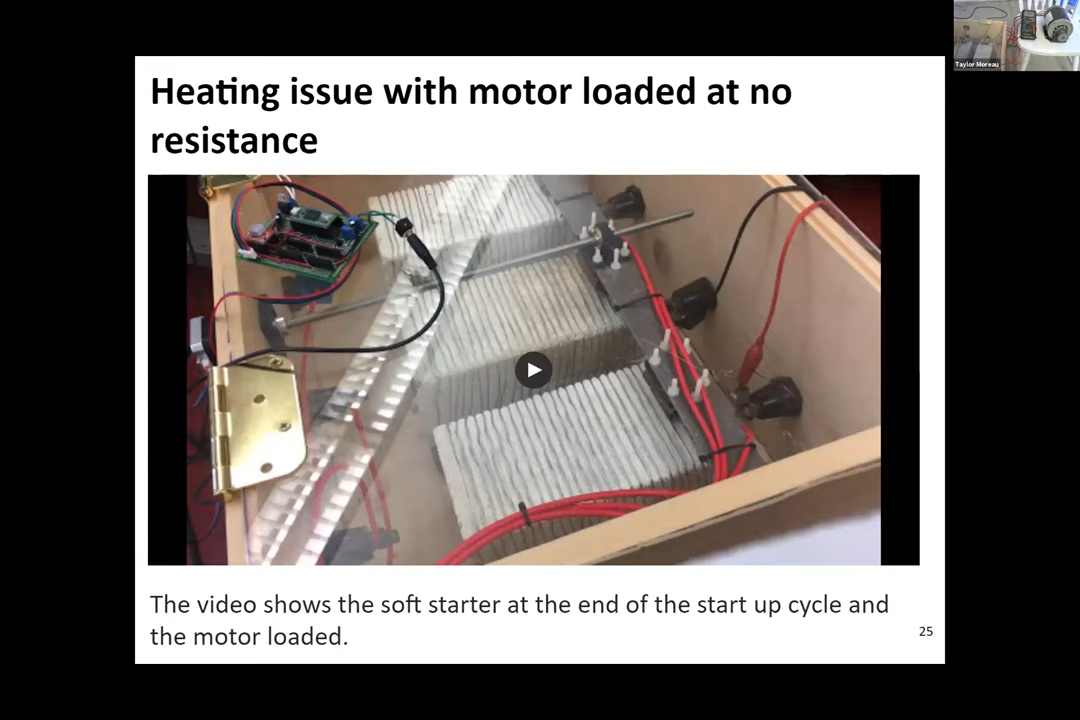 Taylor Moreau
Heating issue with motor loaded at no
resistance
The video shows the soft starter at the end of the start up cycle and
the motor loaded.
25